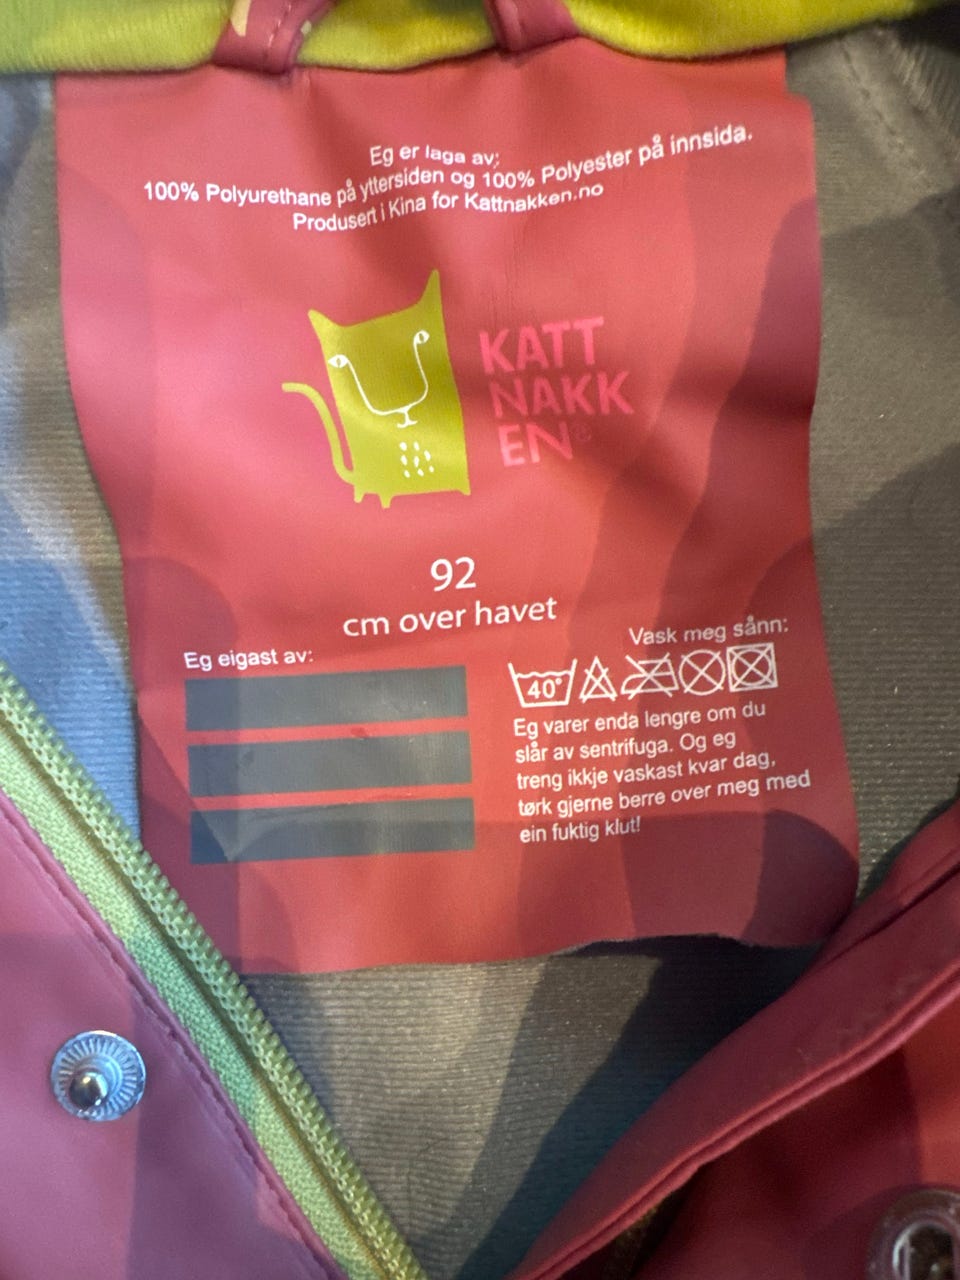 Eg er laga av:
100% Polyurethane på yttersiden og 100% Polyester på innsida.
Produsert i Kina for Kattnakken.no
KATT
NAKK
EN®
92
cm over havet
Eg eigast av:
Vask meg sånn:
40°
Eg varer enda lengre om du
slår av sentrifuga. Og eg
treng ikkje vaskast kvar dag,
tørk gjerne berre over meg med
ein fuktig klut!